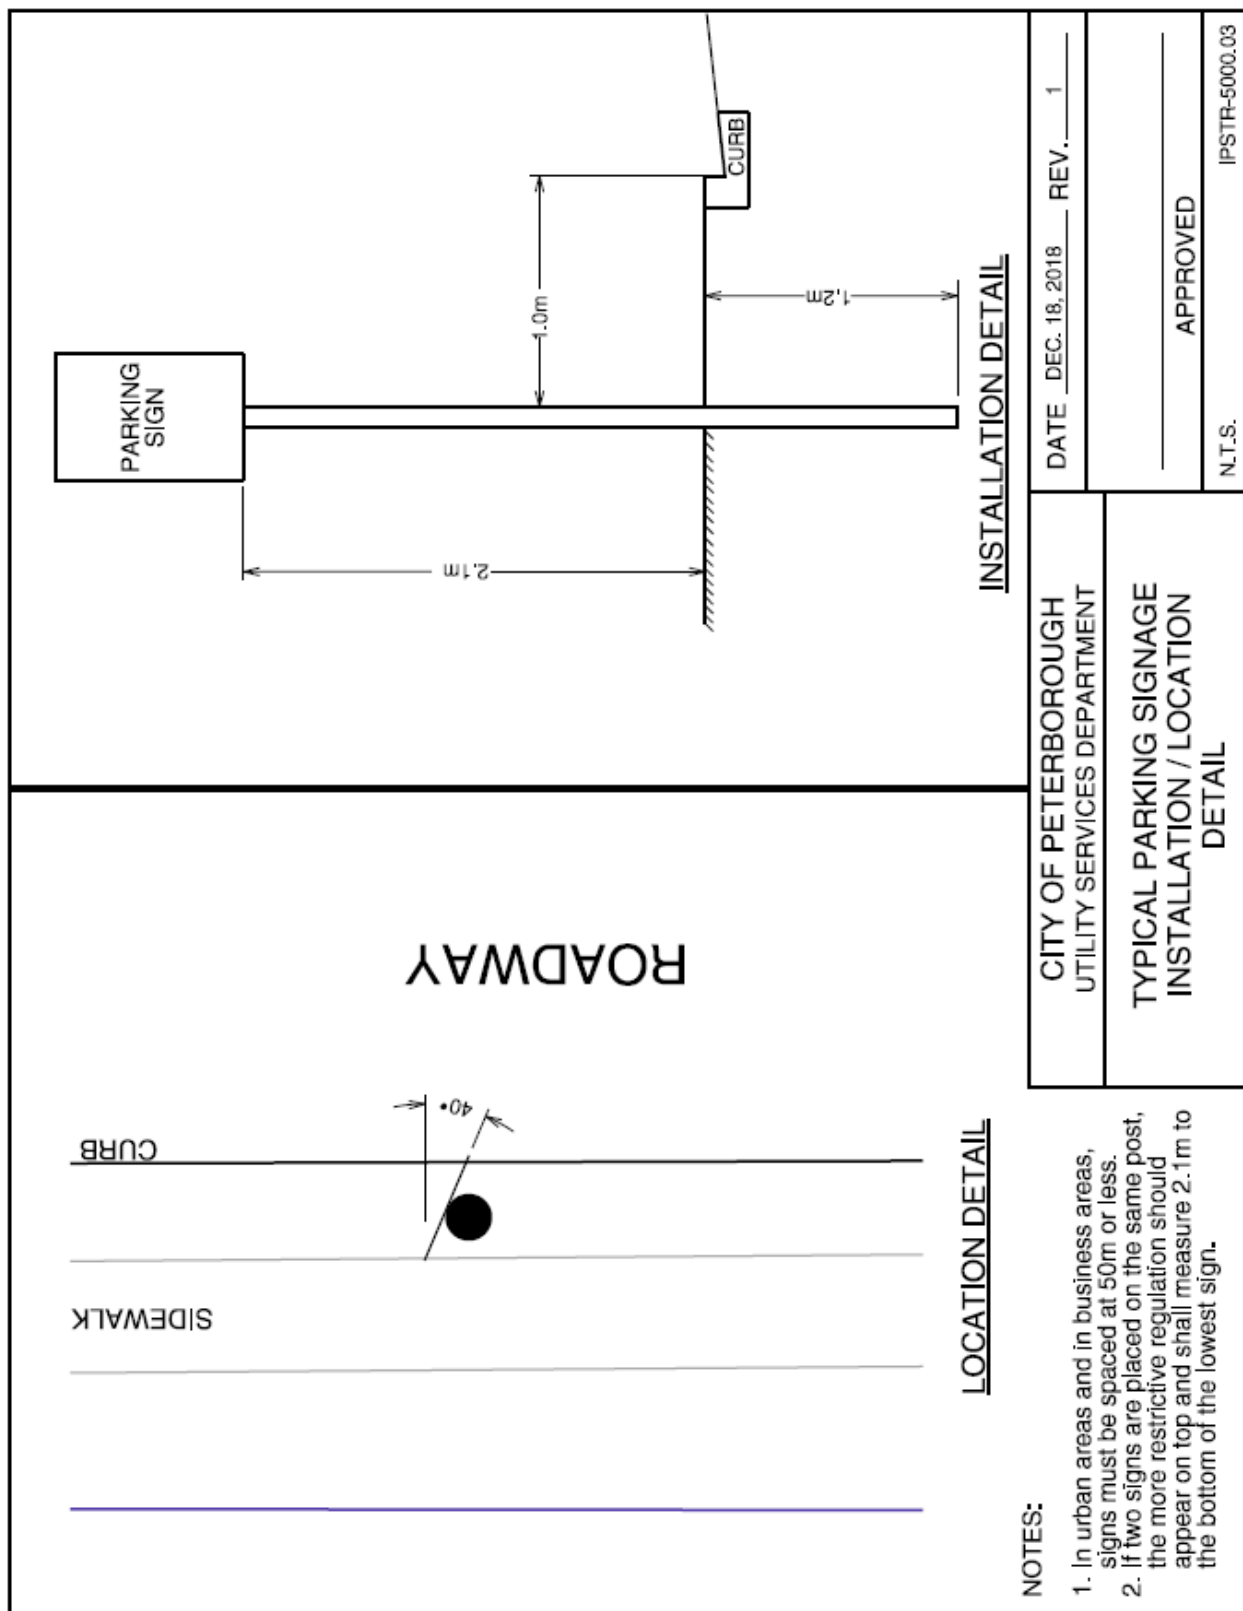 SIDEWALK
CURB
40°
ROADWAY
LOCATION DETAIL
PARKING
SIGN
2.1m
1.0m
CURB
1.2m
INSTALLATION DETAIL
NOTES:
1. In urban areas and in business areas,
signs must be spaced at 50m or less.
2. If two signs are placed on the same post,
the more restrictive regulation should
appear on top and shall measure 2.1m to
the bottom of the lowest sign.
CITY OF PETERBOROUGH
UTILITY SERVICES DEPARTMENT
TYPICAL PARKING SIGNAGE
INSTALLATION / LOCATION
DETAIL
DATE DEC. 18, 2018 REV. 1
APPROVED
N.T.S. IPSTR-5000.03